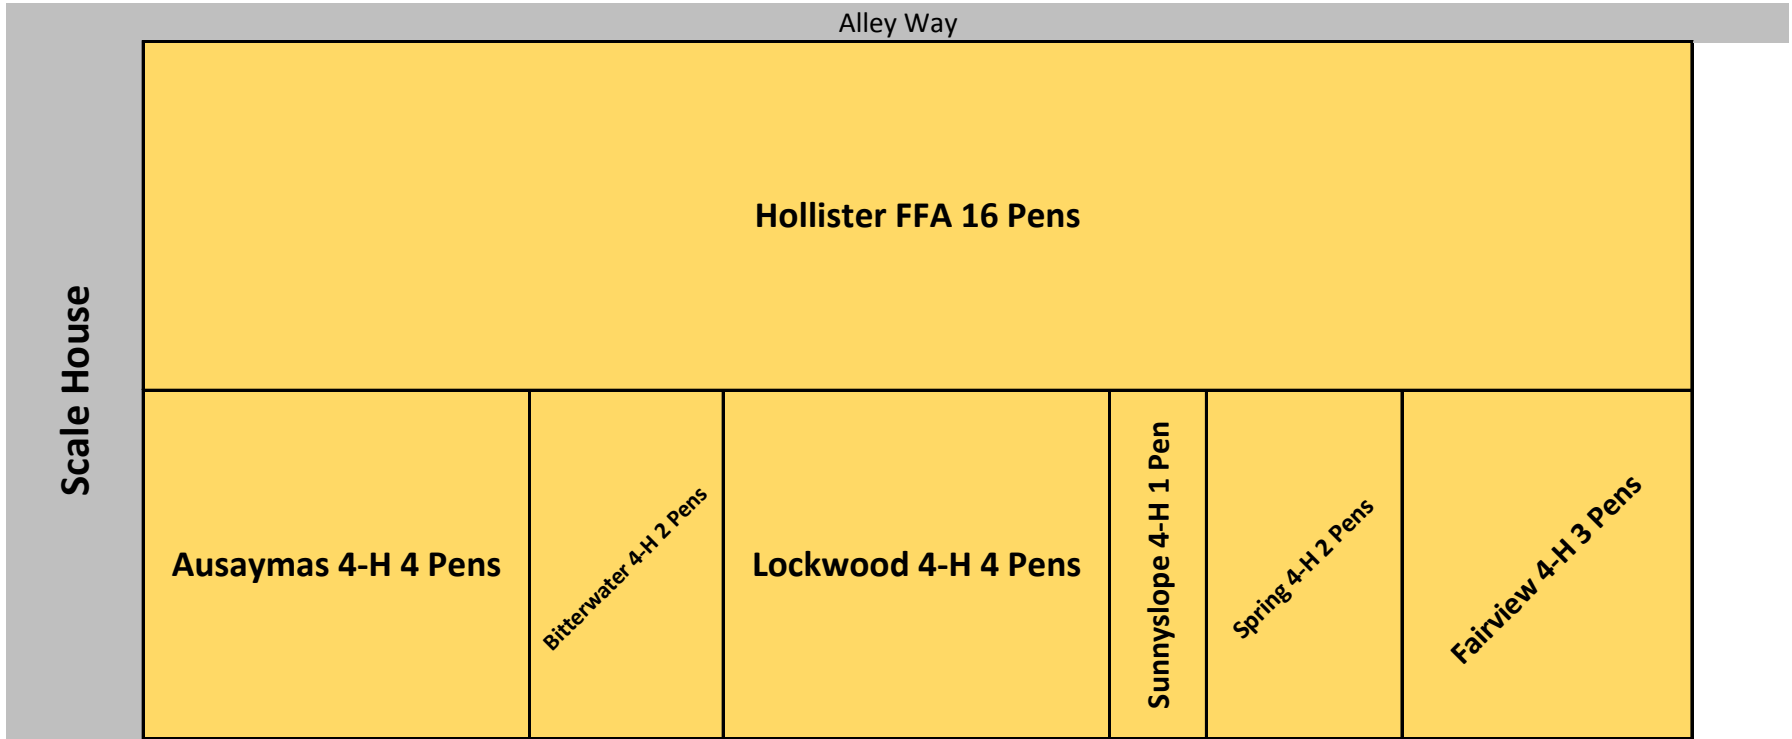 Alley Way
Scale House
Hollister FFA 16 Pens
Ausaymas 4-H 4 Pens
Bitterwater 4-H 2 Pens
Lockwood 4-H 4 Pens
Sunnyslope 4-H 1 Pen
Spring 4-H 2 Pens
Fairview 4-H 3 Pens